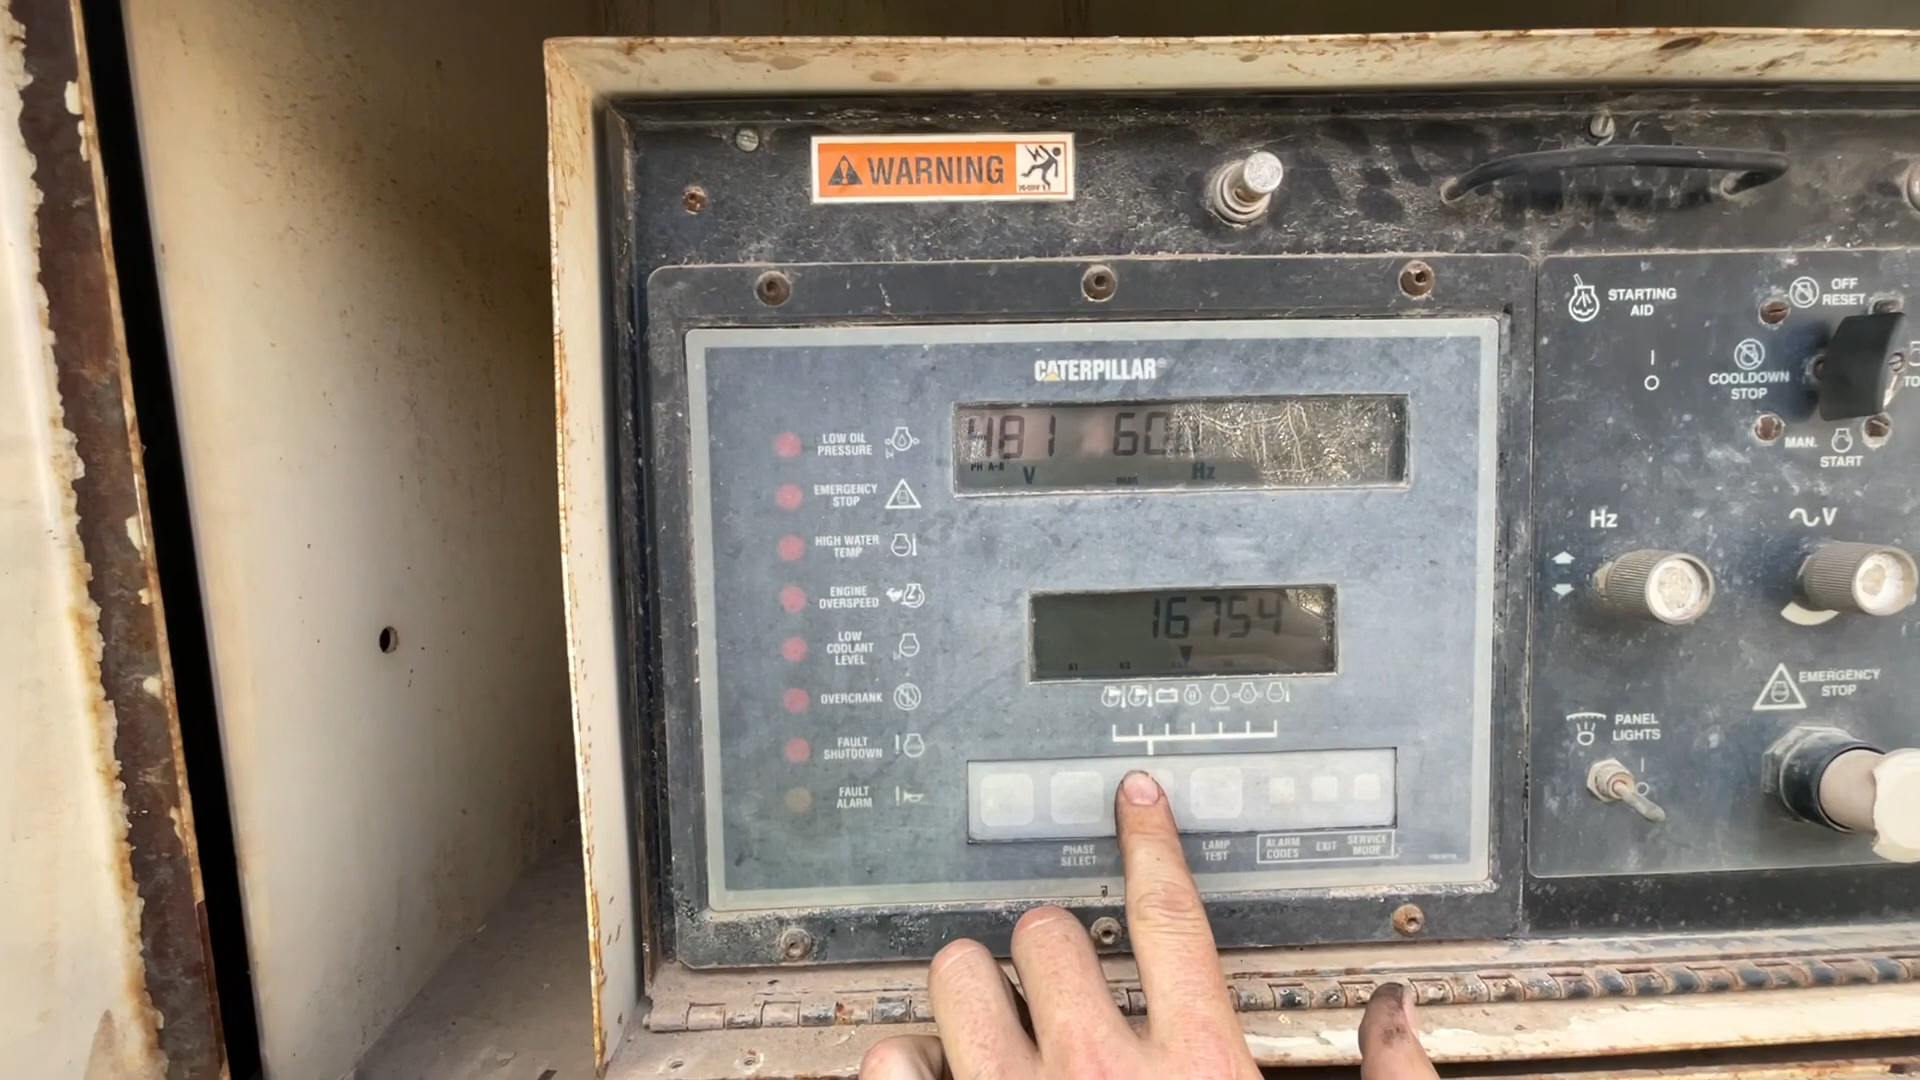 WARNING
CATERPILLAR®
481 60
PH A-B
V
Hz
LOW OIL
PRESSURE
EMERGENCY
STOP
HIGH WATER
TEMP
ENGINE
OVERSPEED
LOW
COOLANT
LEVEL
OVERCRANK
FAULT
SHUTDOWN
FAULT
ALARM
16754
PHASE
SELECT
LAMP
TEST
ALARM
CODES
EXIT
SERVICE
MODE
STARTING
AID
I
O
OFF
RESET
COOLDOWN
STOP
MAN.
START
Hz
V
EMERGENCY
STOP
PANEL
LIGHTS
I
O